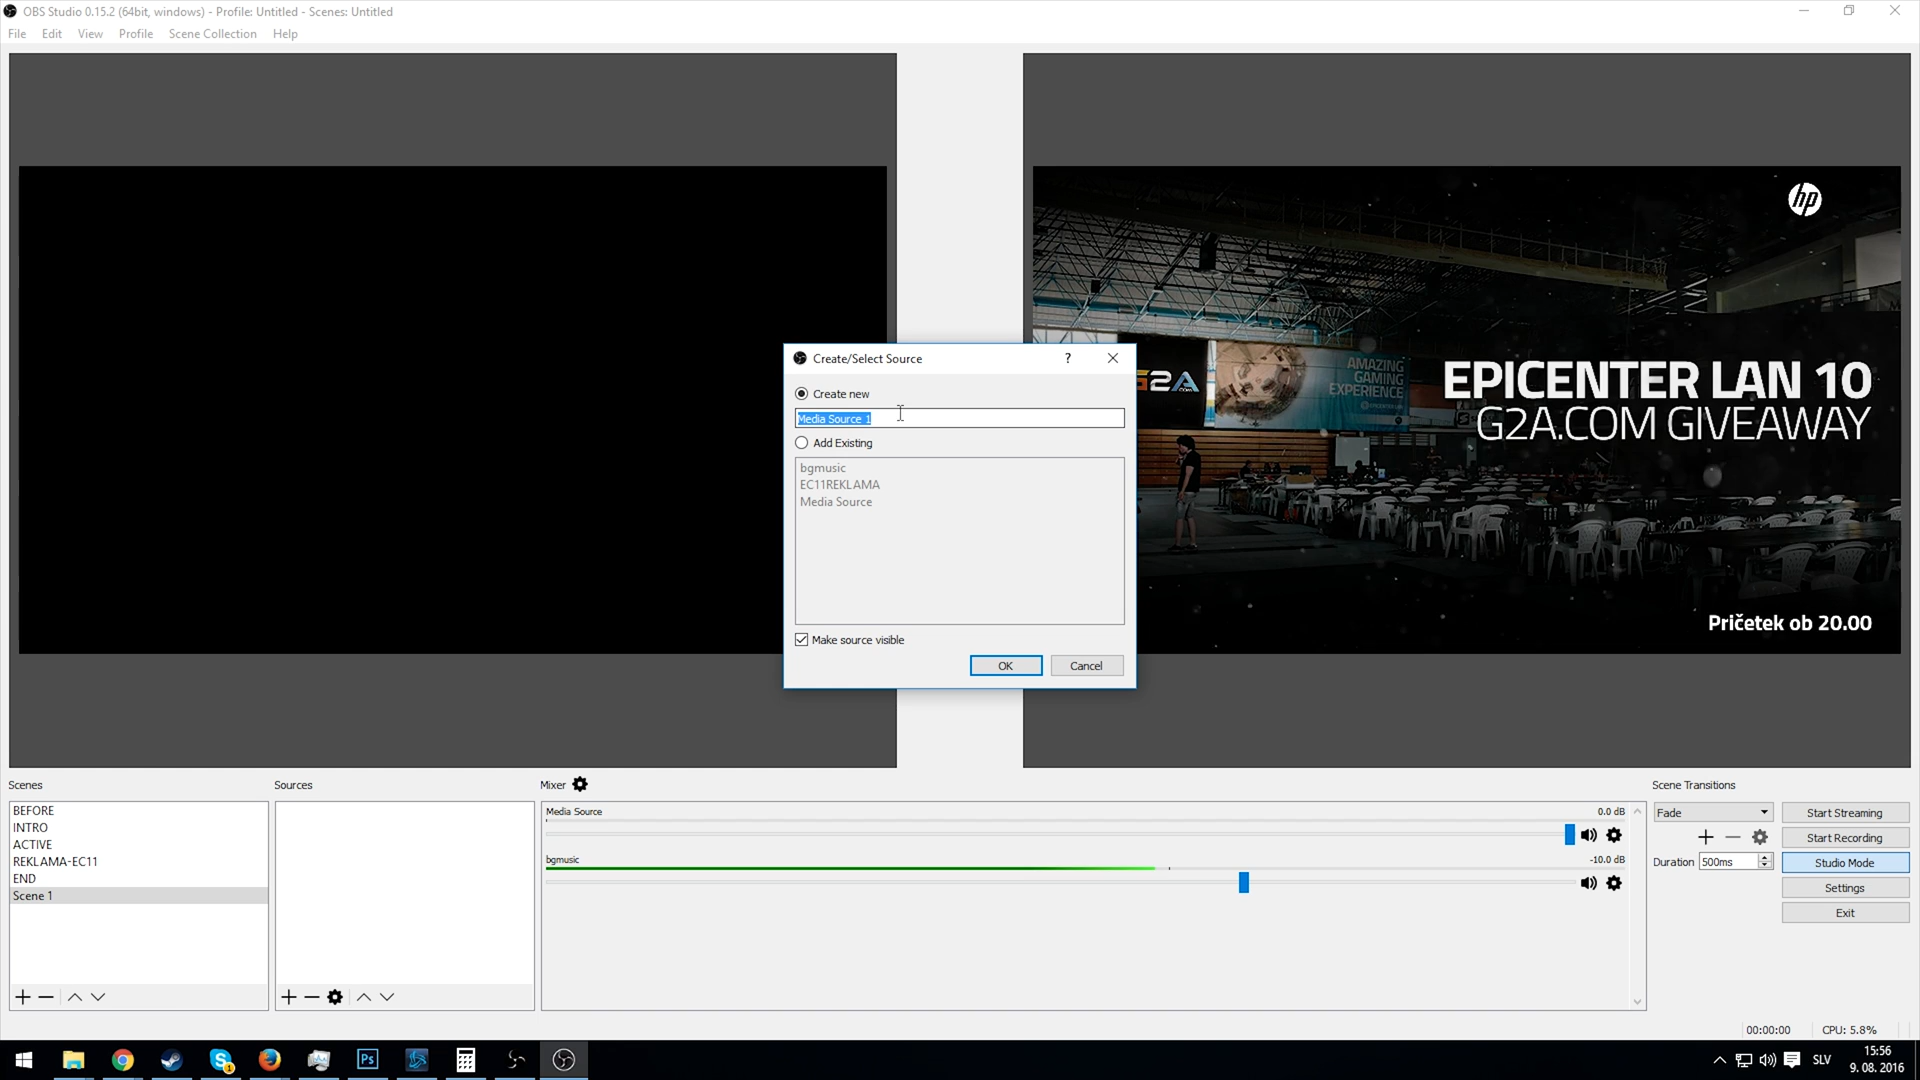 OBS Studio 0.15.2 (64bit, windows) - Profile: Untitled - Scenes: Untitled
File Edit View Profile Scene Collection Help
hp
G2A
.COM
AMAZING
GAMING
EXPERIENCE
EPICENTER LAN 10
G2A.COM GIVEAWAY
Pričetek ob 20.00
Create/Select Source ?
Create new
Media Source 1
Add Existing
bgmusic
EC11REKLAMA
Media Source
Make source visible
OK Cancel
Scenes
BEFORE
INTRO
ACTIVE
REKLAMA-EC11
END
Scene 1
Sources
Mixer
Media Source 0.0 dB
bgmusic -10.0 dB
Scene Transitions
Fade
Duration 500ms
Start Streaming
Start Recording
Studio Mode
Settings
Exit
00:00:00 CPU: 5.8%
Ps
1
SLV
15:56
9. 08. 2016